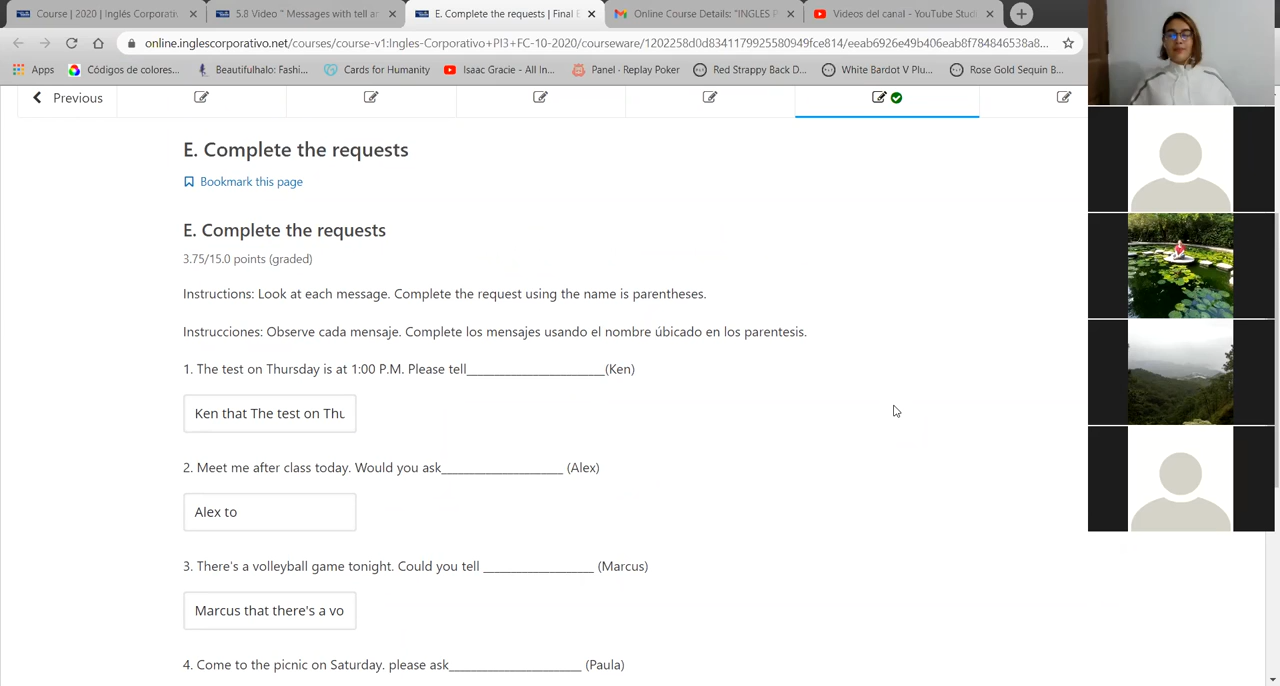 Course | 2020 | Inglés Corporativ
5.8 Video " Messages with tell a
E. Complete the requests | Final E
Online Course Details: "INGLES P
Videos del canal - YouTube Stud
online.inglescorporativo.net/courses/course-v1:Ingles-Corporativo+PI3+FC-10-2020/courseware/1202258d0d8341179925580949fce814/eeab6926e49b406eab8f784846538a8...
Apps
Códigos de colores...
Beautifulhalo: Fashi...
Cards for Humanity
Isaac Gracie - All In...
Panel · Replay Poker
Red Strappy Back D...
White Bardot V Plu...
Rose Gold Sequin B...
Previous
E. Complete the requests
Bookmark this page
E. Complete the requests
3.75/15.0 points (graded)
Instructions: Look at each message. Complete the request using the name is parentheses.
Instrucciones: Observe cada mensaje. Complete los mensajes usando el nombre úbicado en los parentesis.
1. The test on Thursday is at 1:00 P.M. Please tell______________________(Ken)
Ken that The test on Thu
2. Meet me after class today. Would you ask___________________ (Alex)
Alex to
3. There's a volleyball game tonight. Could you tell _________________ (Marcus)
Marcus that there's a vo
4. Come to the picnic on Saturday. please ask_____________________ (Paula)